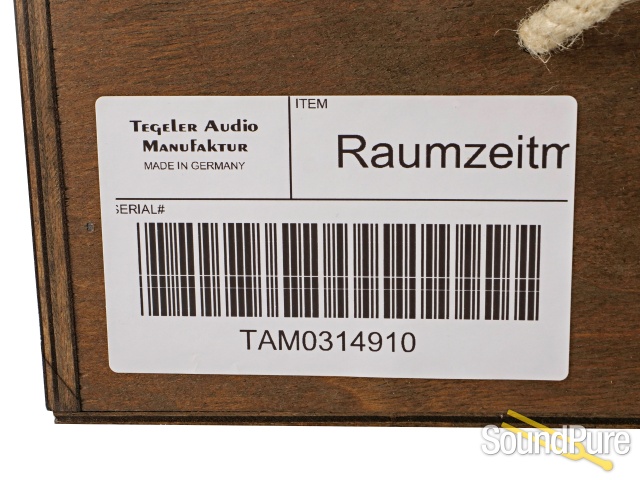 Tegeler Audio
Manufaktur
MADE IN GERMANY
ITEM
Raumzeitm
SERIAL#
TAM0314910
SoundPure